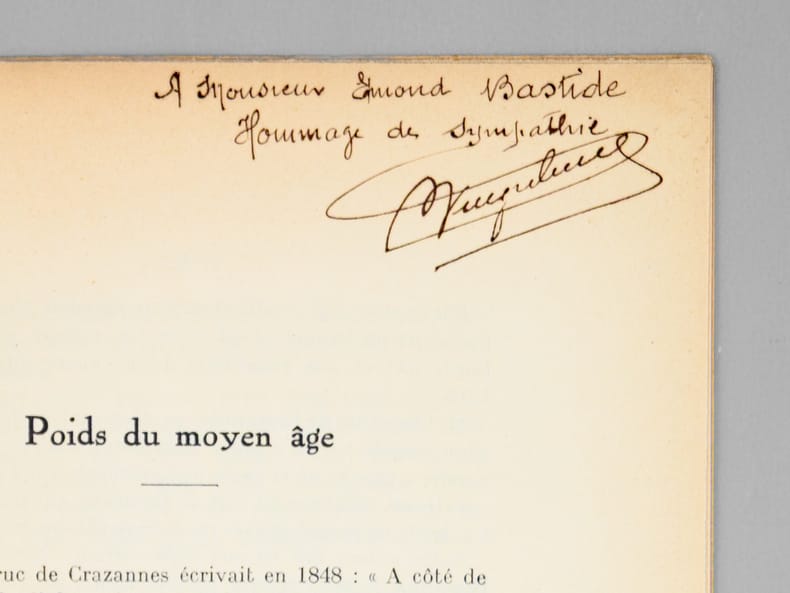 A Monsieur Emond Bastide
Hommage de Sympathie
Poids du moyen âge
ruc de Crazannes écrivait en 1848 : « A côté de